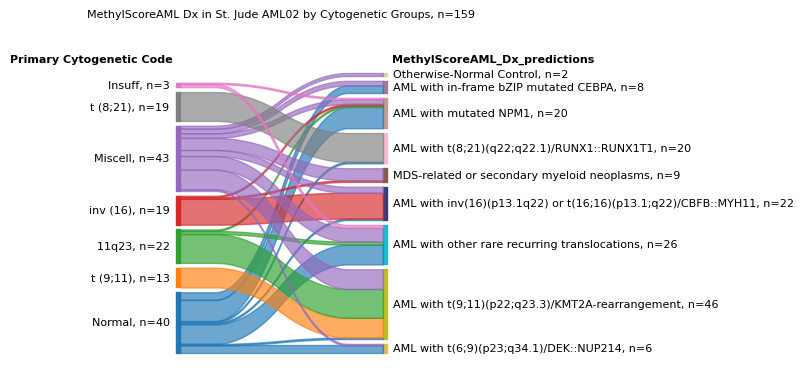 MethylScoreAML Dx in St. Jude AML02 by Cytogenetic Groups, n=159
Primary Cytogenetic Code
MethylScoreAML_Dx_predictions
Insuff, n=3
t (8;21), n=19
Miscell, n=43
inv (16), n=19
11q23, n=22
t (9;11), n=13
Normal, n=40
Otherwise-Normal Control, n=2
AML with in-frame bZIP mutated CEBPA, n=8
AML with mutated NPM1, n=20
AML with t(8;21)(q22;q22.1)/RUNX1::RUNX1T1, n=20
MDS-related or secondary myeloid neoplasms, n=9
AML with inv(16)(p13.1q22) or t(16;16)(p13.1;q22)/CBFB::MYH11, n=22
AML with other rare recurring translocations, n=26
AML with t(9;11)(p22;q23.3)/KMT2A-rearrangement, n=46
AML with t(6;9)(p23;q34.1)/DEK::NUP214, n=6